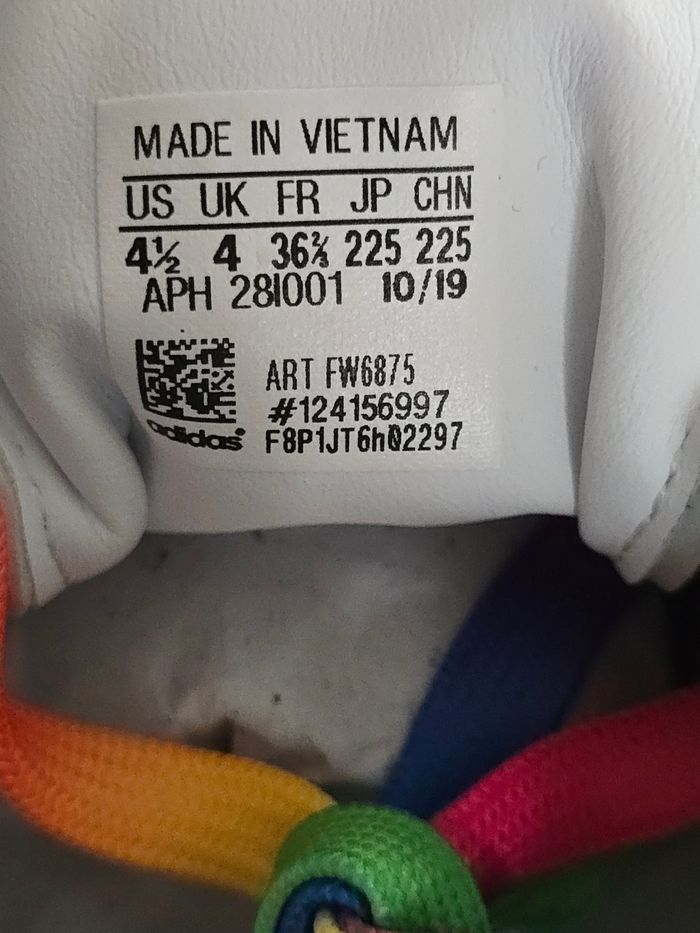 MADE IN VIETNAM
US UK FR JP CHN
4½ 4 36⅔ 225 225
APH 28I001 10/19
ART FW6875
#124156997
adidas®
F8P1JT6h02297